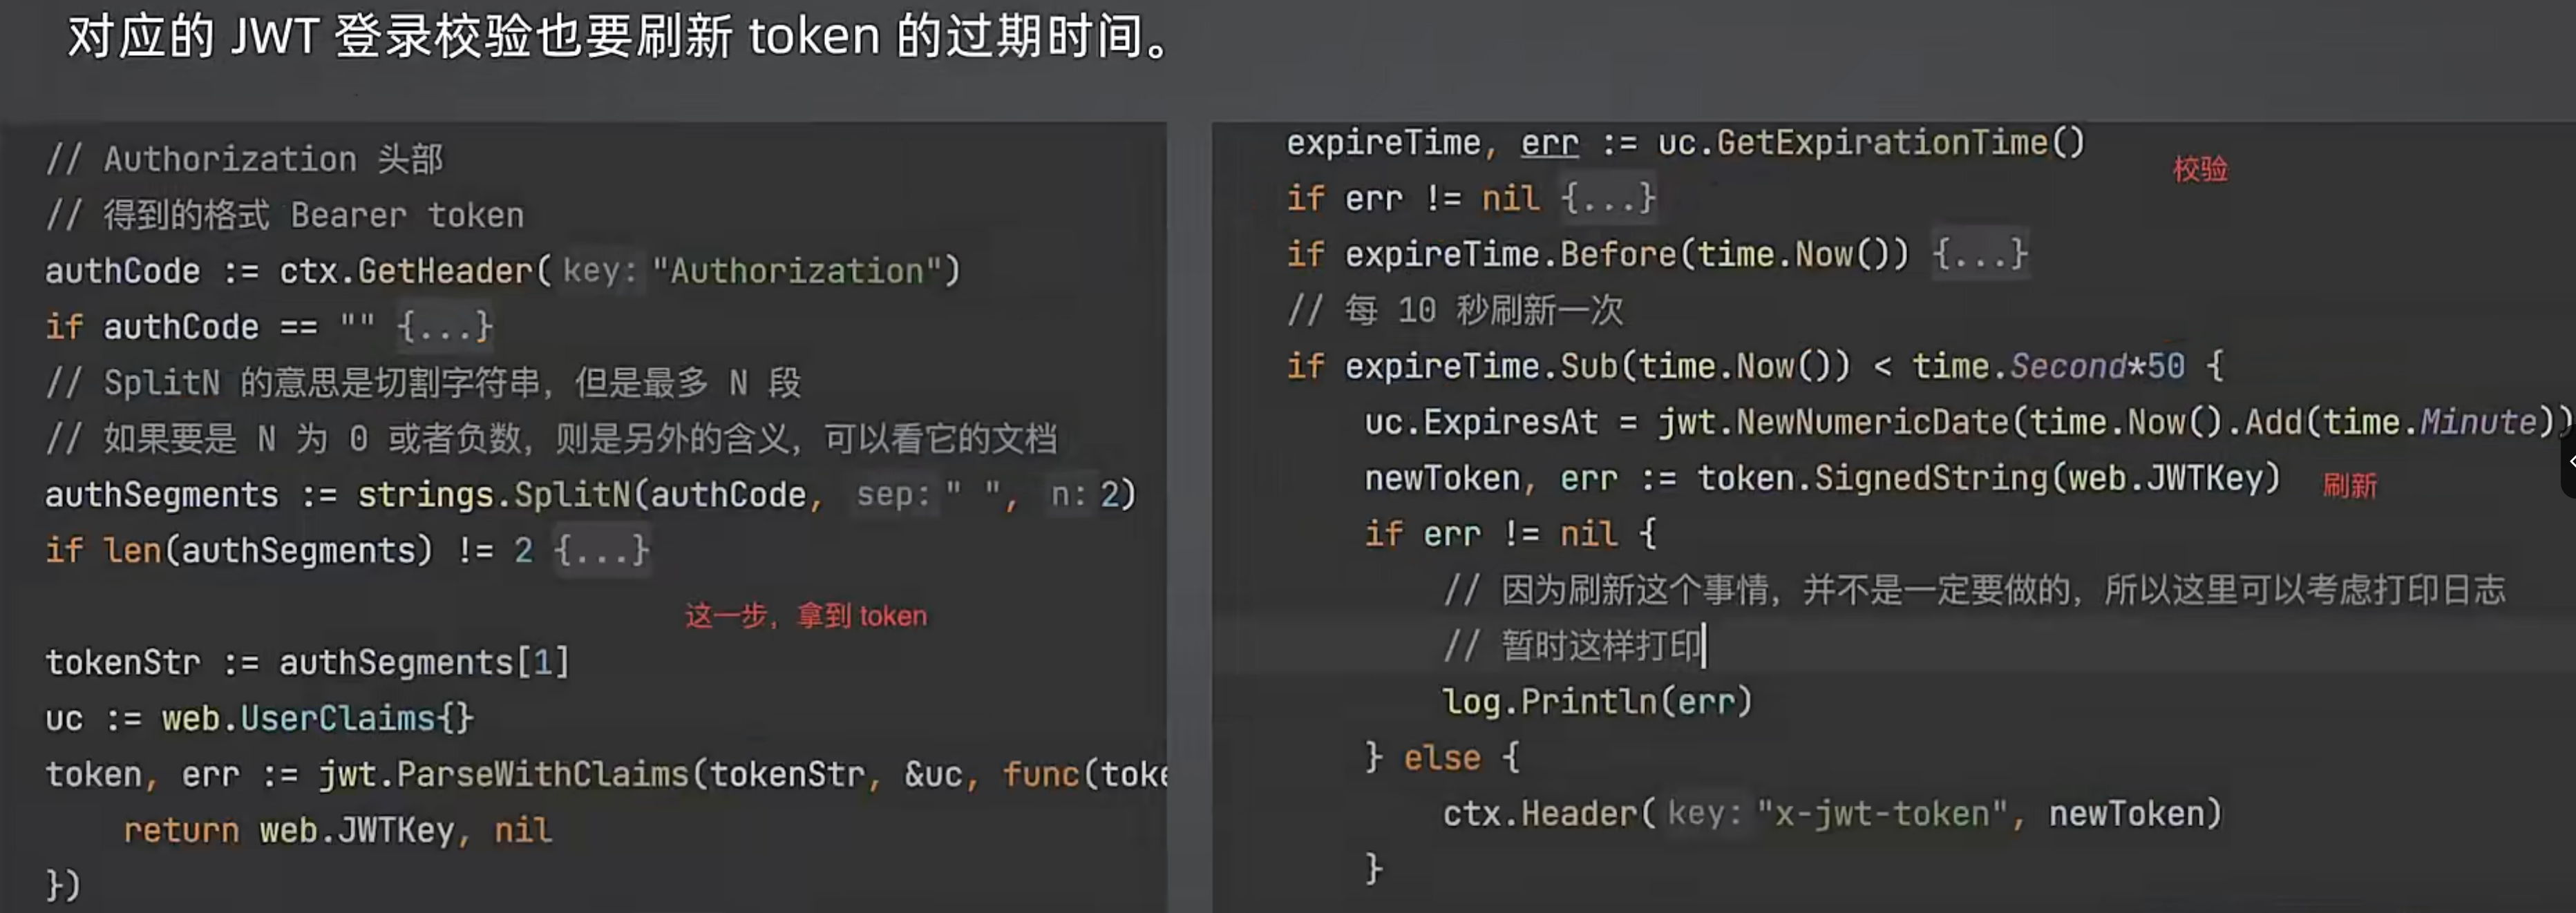 对应的 JWT 登录校验也要刷新 token 的过期时间。
// Authorization 头部
// 得到的格式 Bearer token
authCode := ctx.GetHeader( key: "Authorization")
if authCode == "" {...}
// SplitN 的意思是切割字符串，但是最多 N 段
// 如果要是 N 为 0 或者负数，则是另外的含义，可以看它的文档
authSegments := strings.SplitN(authCode, sep: " ", n: 2)
if len(authSegments) != 2 {...}
这一步，拿到 token
tokenStr := authSegments[1]
uc := web.UserClaims{}
token, err := jwt.ParseWithClaims(tokenStr, &uc, func(toke
return web.JWTKey, nil
})
expireTime, err := uc.GetExpirationTime()
校验
if err != nil {...}
if expireTime.Before(time.Now()) {...}
// 每 10 秒刷新一次
if expireTime.Sub(time.Now()) < time.Second*50 {
uc.ExpiresAt = jwt.NewNumericDate(time.Now().Add(time.Minute))
newToken, err := token.SignedString(web.JWTKey)
刷新
if err != nil {
// 因为刷新这个事情，并不是一定要做的，所以这里可以考虑打印日志
// 暂时这样打印
log.Println(err)
} else {
ctx.Header( key: "x-jwt-token", newToken)
}